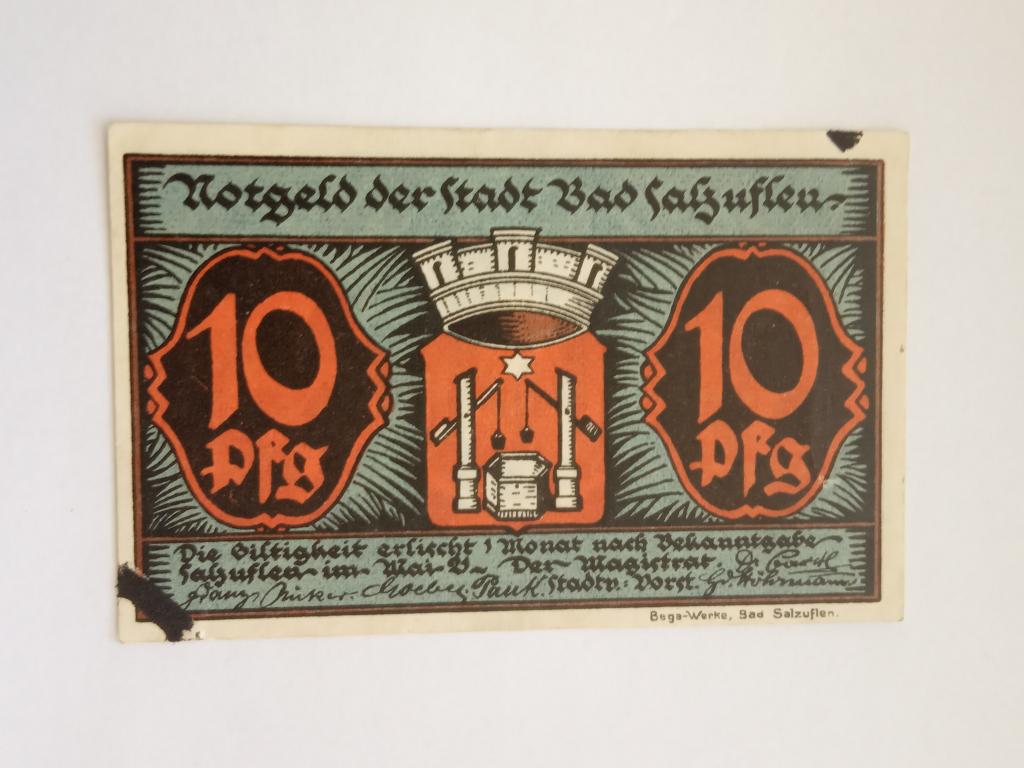 Notgeld der Stadt Bad Salzuflen
10
Pfg
10
Pfg
Die Giltigkeit erlischt 1 Monat nach Bekanntgabe
Salzuflen im Mai Der Magistrat.
Stadtv: Vorst.
Bega-Werke, Bad Salzuflen.